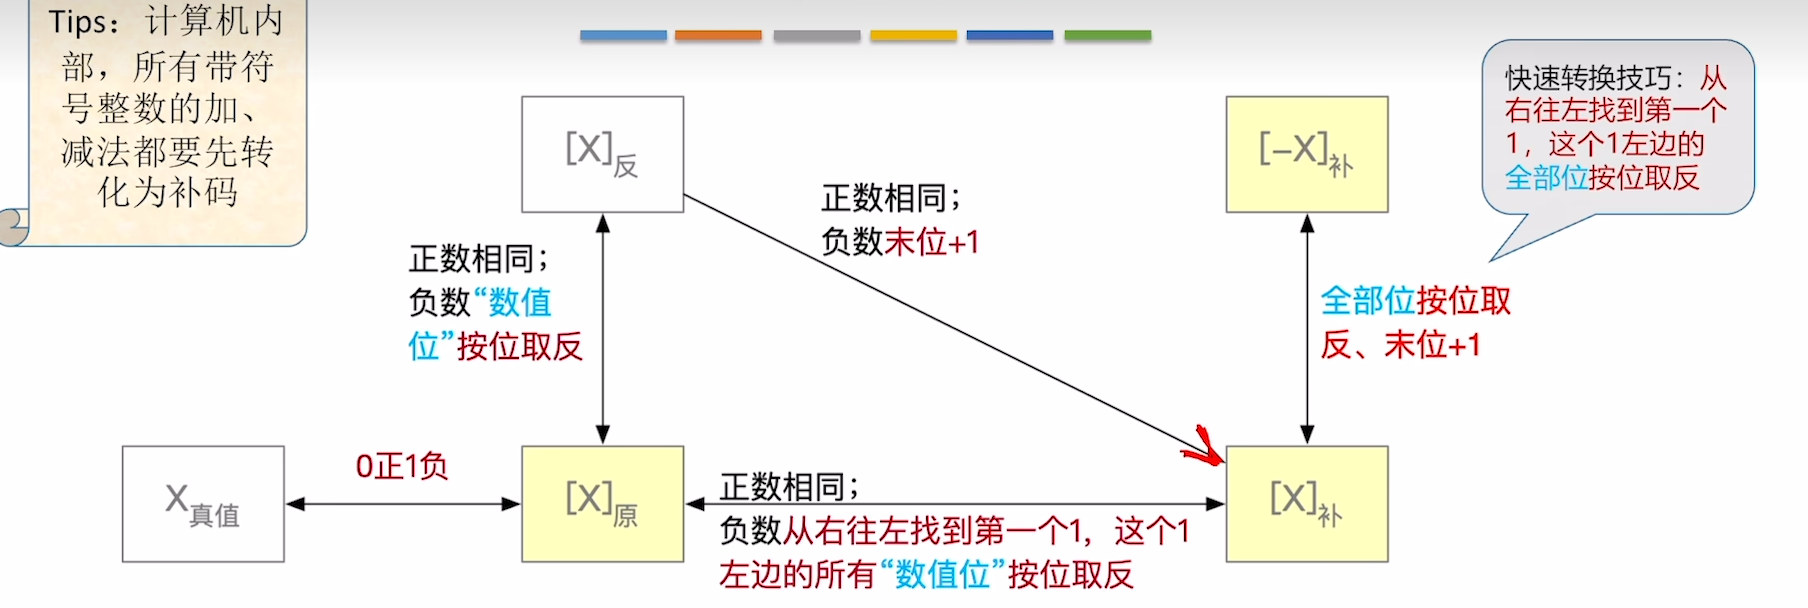 Tips：计算机内
部，所有带符
号整数的加、
减法都要先转
化为补码
快速转换技巧：从
右往左找到第一个
1，这个1左边的
全部位按位取反
[X]反
[−X]补
正数相同；
负数末位+1
正数相同；
负数“数值
位”按位取反
全部位按位取
反、末位+1
X真值
0正1负
[X]原
正数相同；
负数从右往左找到第一个1，这个1
左边的所有“数值位”按位取反
[X]补